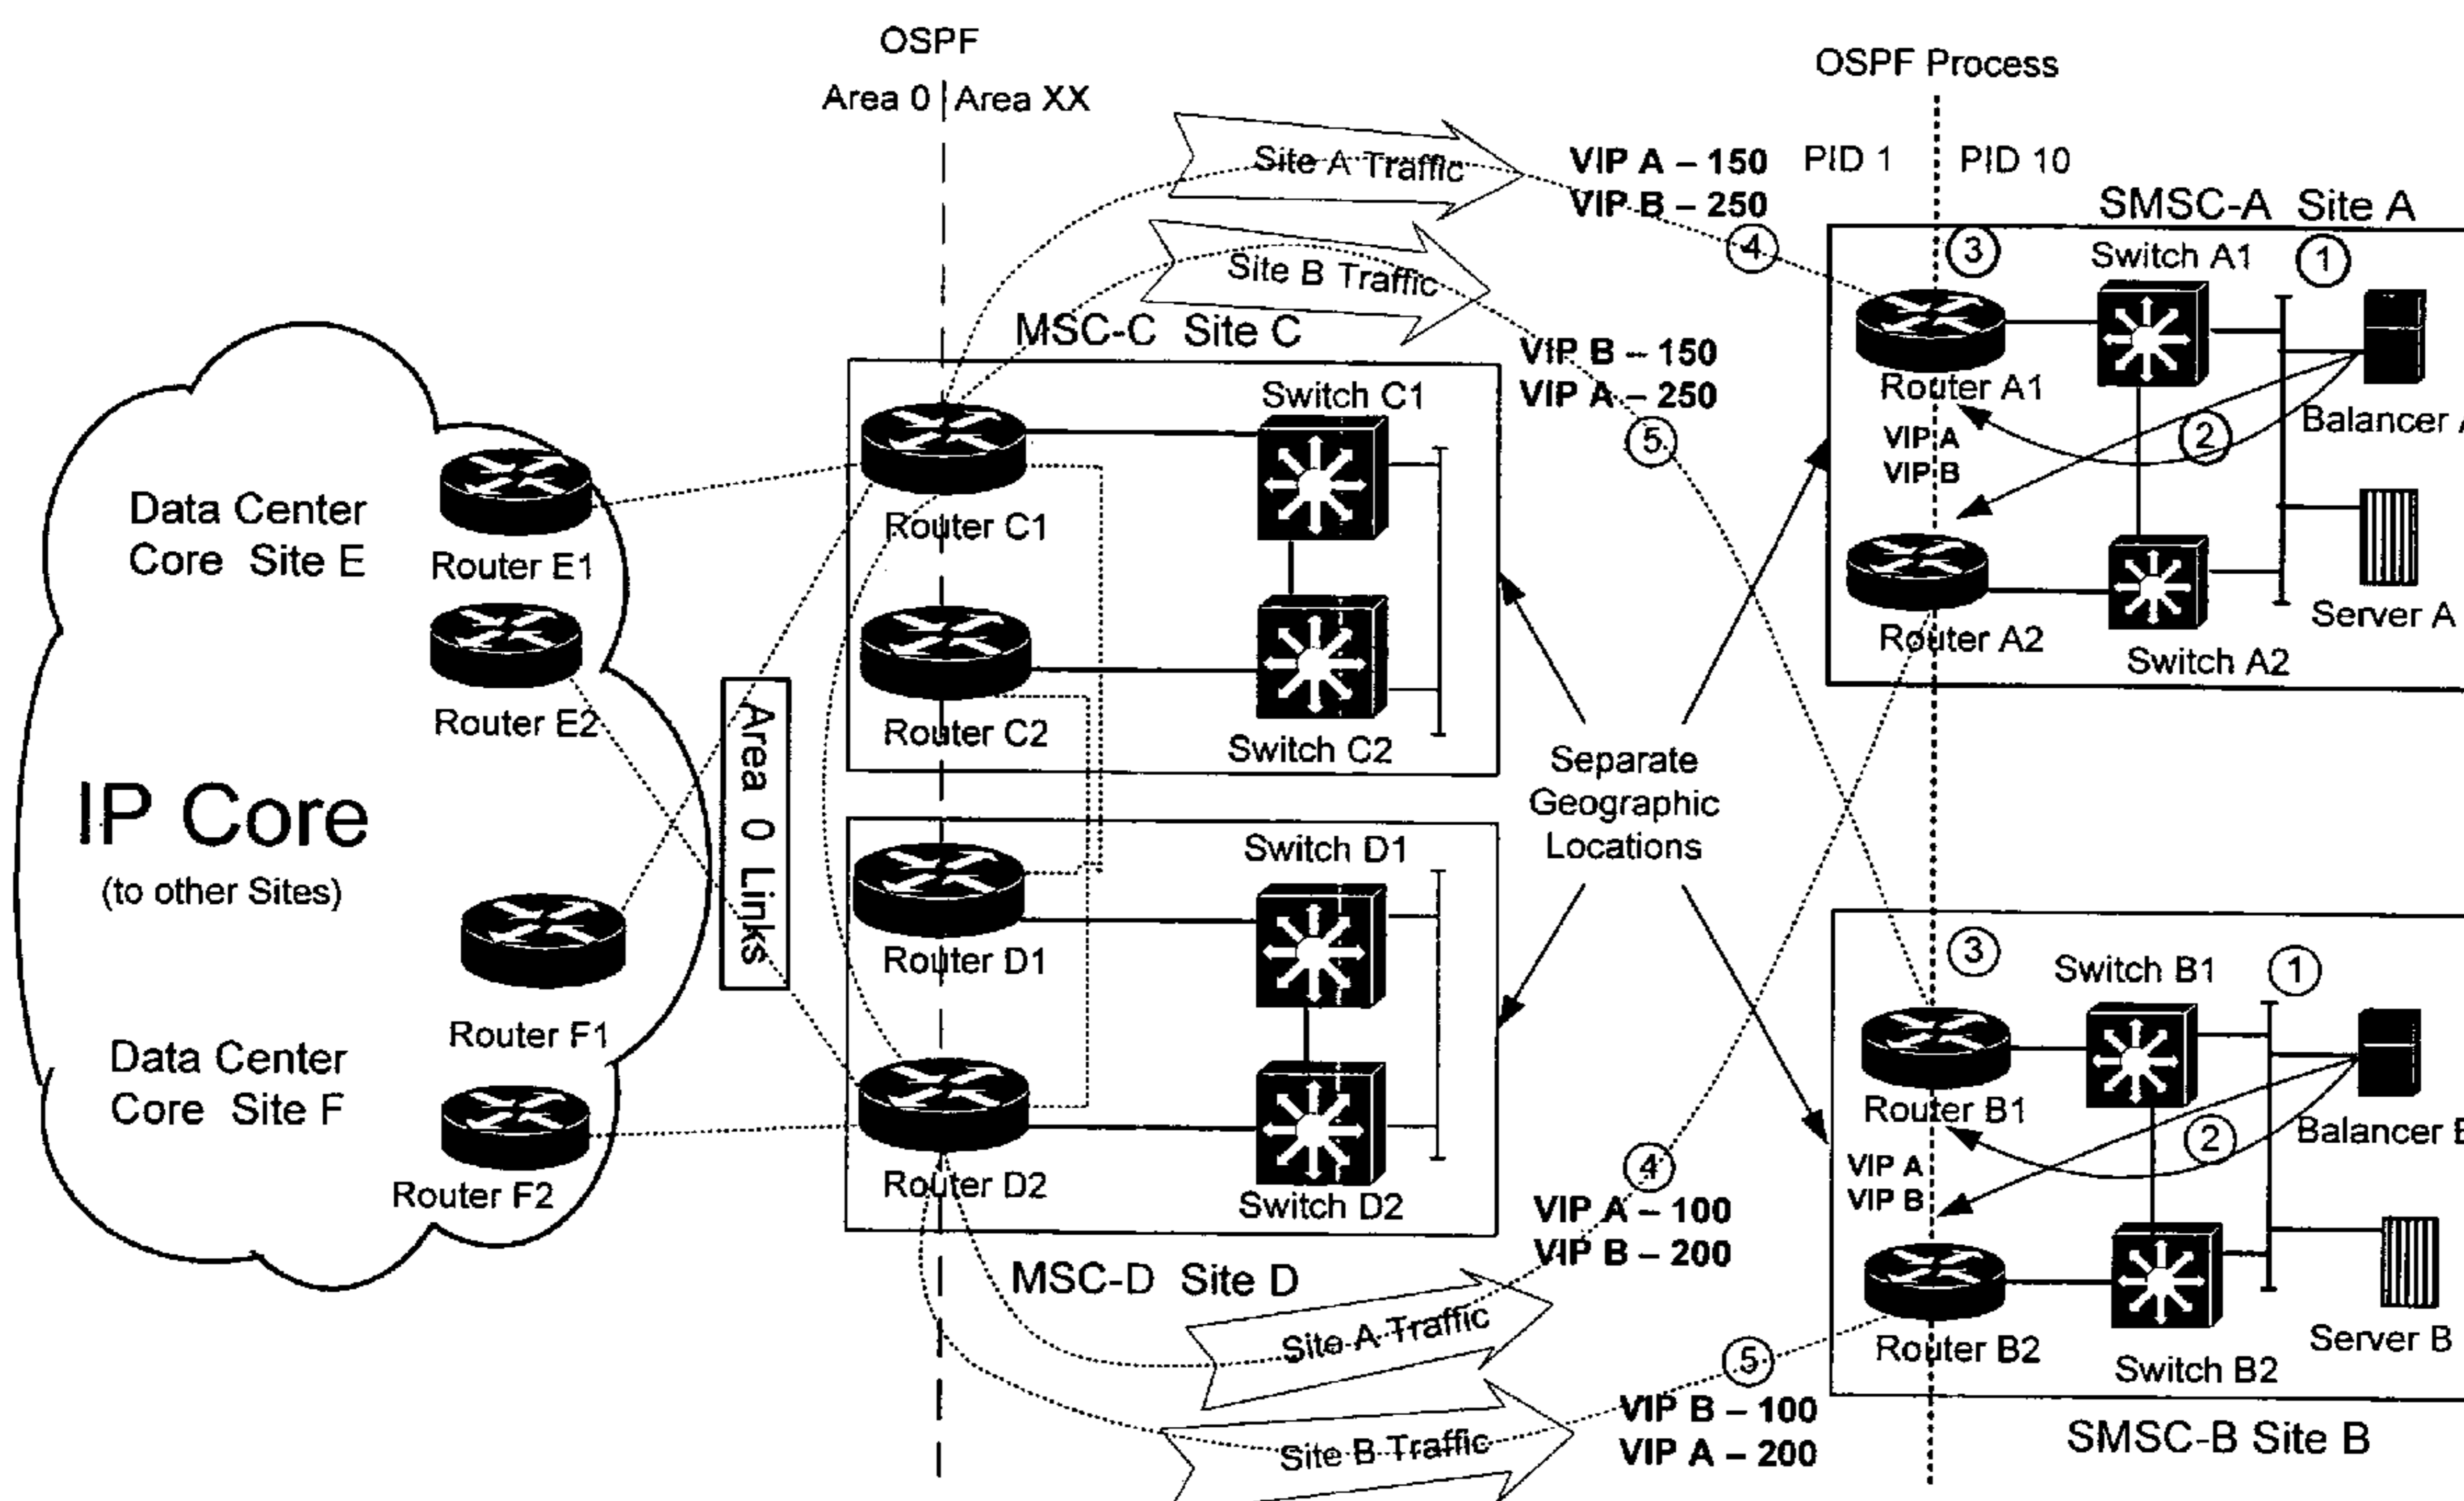 OSPF
Area 0 | Area XX
OSPF Process
PID 1
PID 10
Site A Traffic
VIP A – 150
VIP B – 250
4
Site B Traffic
VIP B – 150
VIP A – 250
5
SMSC-A Site A
3
Switch A1
1
Router A1
Balancer
VIP A
VIP B
2
Router A2
Switch A2
Server A
MSC-C Site C
Switch C1
Router C1
Router C2
Switch C2
Data Center
Core Site E
Router E1
Router E2
IP Core
(to other Sites)
Router F1
Data Center
Core Site F
Router F2
Area 0 Links
Separate
Geographic
Locations
Switch D1
Router D1
Router D2
Switch D2
MSC-D Site D
4
VIP A – 100
VIP B – 200
Site A Traffic
5
VIP B – 100
VIP A – 200
Site B Traffic
3
Switch B1
1
Router B1
Balancer
VIP A
VIP B
2
Router B2
Switch B2
Server B
SMSC-B Site B